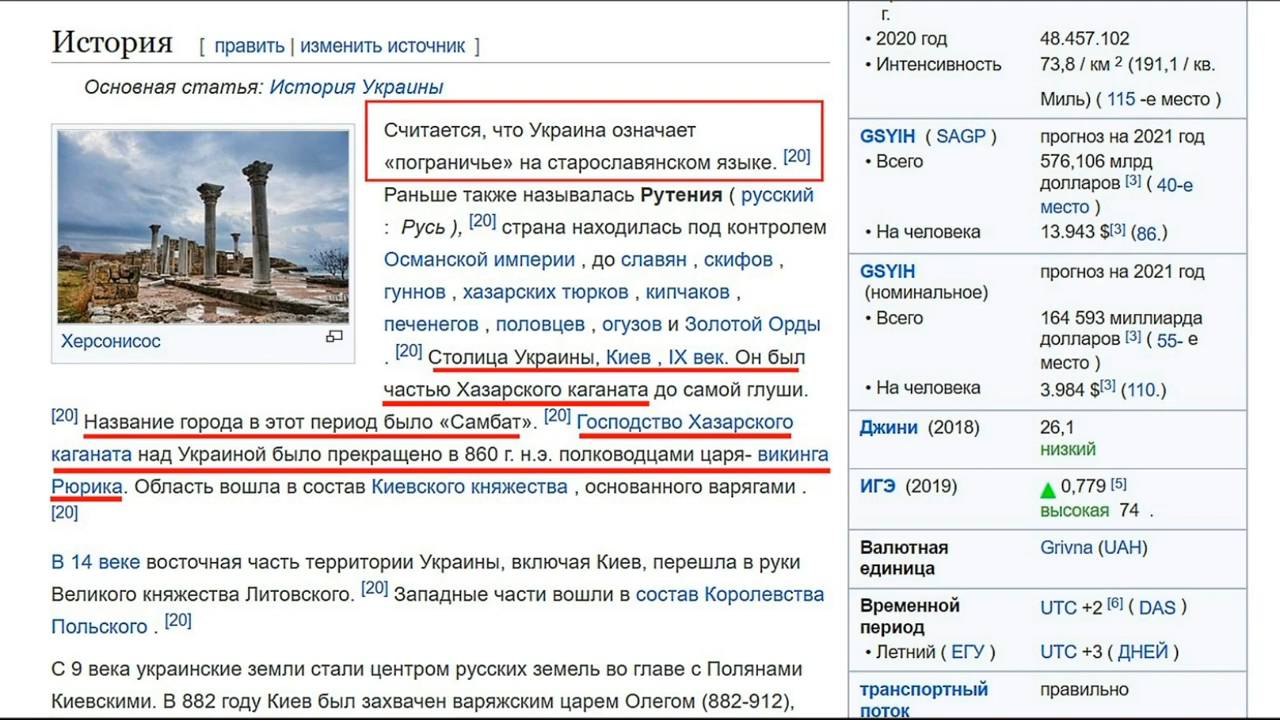 История [ править | изменить источник ]
Основная статья: История Украины
Херсонисос
Считается, что Украина означает
«пограничье» на старославянском языке. [20]
Раньше также называлась Рутения ( русский
: Русь ), [20] страна находилась под контролем
Османской империи , до славян , скифов ,
гуннов , хазарских тюрков , кипчаков ,
печенегов , половцев , огузов и Золотой Орды
. [20] Столица Украины, Киев , IX век. Он был
частью Хазарского каганата до самой глуши.
[20] Название города в этот период было «Самбат». [20] Господство Хазарского
каганата над Украиной было прекращено в 860 г. н.э. полководцами царя- викинга
Рюрика. Область вошла в состав Киевского княжества , основанного варягами .
[20]
В 14 веке восточная часть территории Украины, включая Киев, перешла в руки
Великого княжества Литовского. [20] Западные части вошли в состав Королевства
Польского . [20]
С 9 века украинские земли стали центром русских земель во главе с Полянами
Киевскими. В 882 году Киев был захвачен варяжским царем Олегом (882-912),
г.
• 2020 год 48.457.102
• Интенсивность 73,8 / км 2 (191,1 / кв.
Миль) ( 115 -е место )
GSYIH ( SAGP ) прогноз на 2021 год
• Всего 576,106 млрд
долларов [3] ( 40-е
место )
• На человека 13.943 $[3] (86.)
GSYIH прогноз на 2021 год
(номинальное)
• Всего 164 593 миллиарда
долларов [3] ( 55- е
место )
• На человека 3.984 $[3] (110.)
Джини (2018) 26,1
низкий
ИГЭ (2019) ▲ 0,779 [5]
высокая 74 .
Валютная Grivna (UAH)
единица
Временной UTC +2 [6] ( DAS )
период
• Летний ( ЕГУ ) UTC +3 ( ДНЕЙ )
транспортный правильно
поток